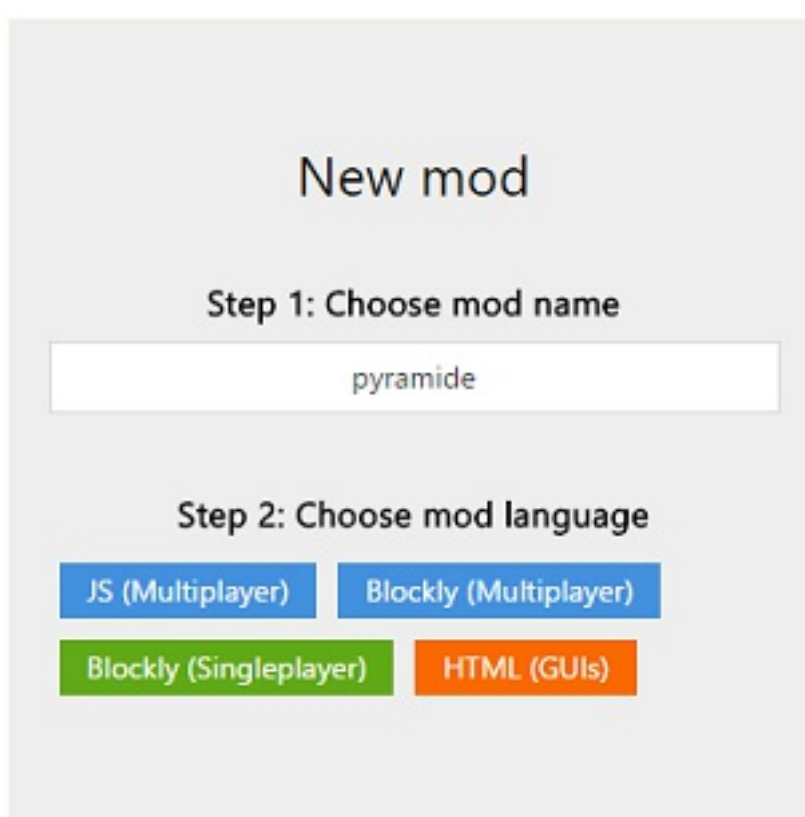 New mod
Step 1: Choose mod name
pyramide
Step 2: Choose mod language
JS (Multiplayer) Blockly (Multiplayer)
Blockly (Singleplayer) HTML (GUIs)